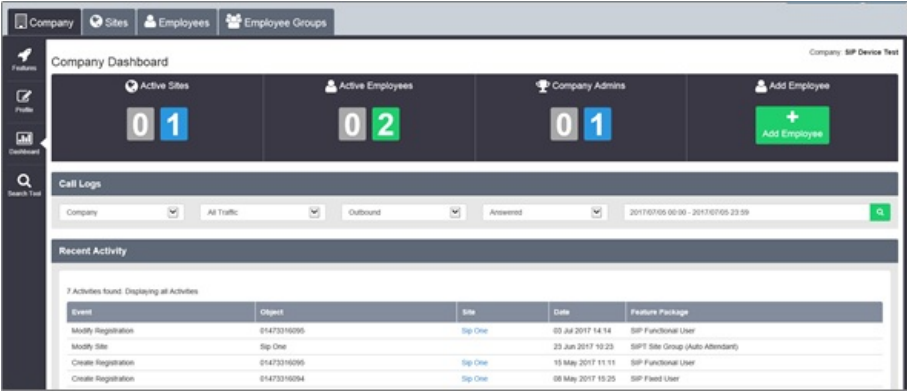 Company Sites Employees Employee Groups
Features
Profile
Dashboard
Search Tool
Company: SIP Device Test
Company Dashboard
Active Sites Active Employees Company Admins Add Employee
0 1 0 2 0 1 + Add Employee
Call Logs
Company All Traffic Outbound Answered 2017/07/05 00:00 - 2017/07/05 23:59
Recent Activity
7 Activities found. Displaying all Activities
Event Object Site Date Feature Package
Modify Registration 01473316095 Sip One 03 Jul 2017 14:14 SIP Functional User
Modify Site Sip One 23 Jun 2017 10:23 SIPT Site Group (Auto Attendant)
Create Registration 01473316095 Sip One 15 May 2017 11:11 SIP Functional User
Create Registration 01473316094 Sip One 08 May 2017 15:25 SIP Fixed User